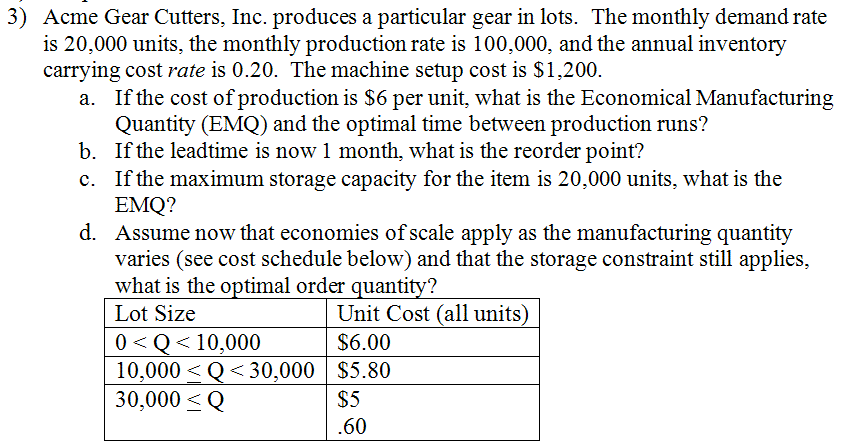 3) Acme Gear Cutters, Inc. produces a particular gear in lots. The monthly demand rate
is 20,000 units, the monthly production rate is 100,000, and the annual inventory
carrying cost rate is 0.20. The machine setup cost is $1,200.
a. If the cost of production is $6 per unit, what is the Economical Manufacturing
Quantity (EMQ) and the optimal time between production runs?
b. If the leadtime is now 1 month, what is the reorder point?
c. If the maximum storage capacity for the item is 20,000 units, what is the
EMQ?
d. Assume now that economies of scale apply as the manufacturing quantity
varies (see cost schedule below) and that the storage constraint still applies,
what is the optimal order quantity?
Lot Size Unit Cost (all units)
0 < Q < 10,000 $6.00
10,000 ≤ Q < 30,000 $5.80
30,000 ≤ Q $5
.60